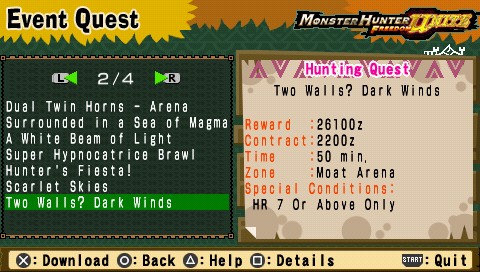 Event Quest
MONSTER HUNTER
FREEDOM UNITE
L 2/4 R
Dual Twin Horns - Arena
Surrounded in a Sea of Magma
A White Beam of Light
Super Hypnocatrice Brawl
Hunter's Fiesta!
Scarlet Skies
Two Walls? Dark Winds
Hunting Quest
Two Walls? Dark Winds
Reward :26100z
Contract:2200z
Time :50 min.
Zone :Moat Arena
Special Conditions:
HR 7 Or Above Only
X: Download O: Back △: Help □: Details START: Quit